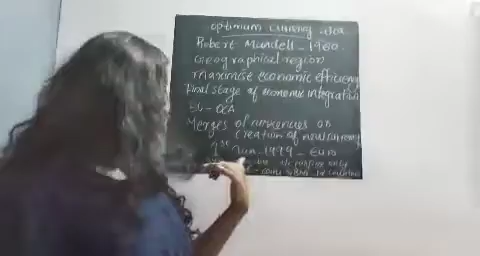 optimum currency area
Robert Mundell - 1960
Geographical region
maximise economic efficiency
Final stage of economic integration
EU - OCA
Merges of currencies or
creation of new currency
1st Jan - 1999 - Euro
only